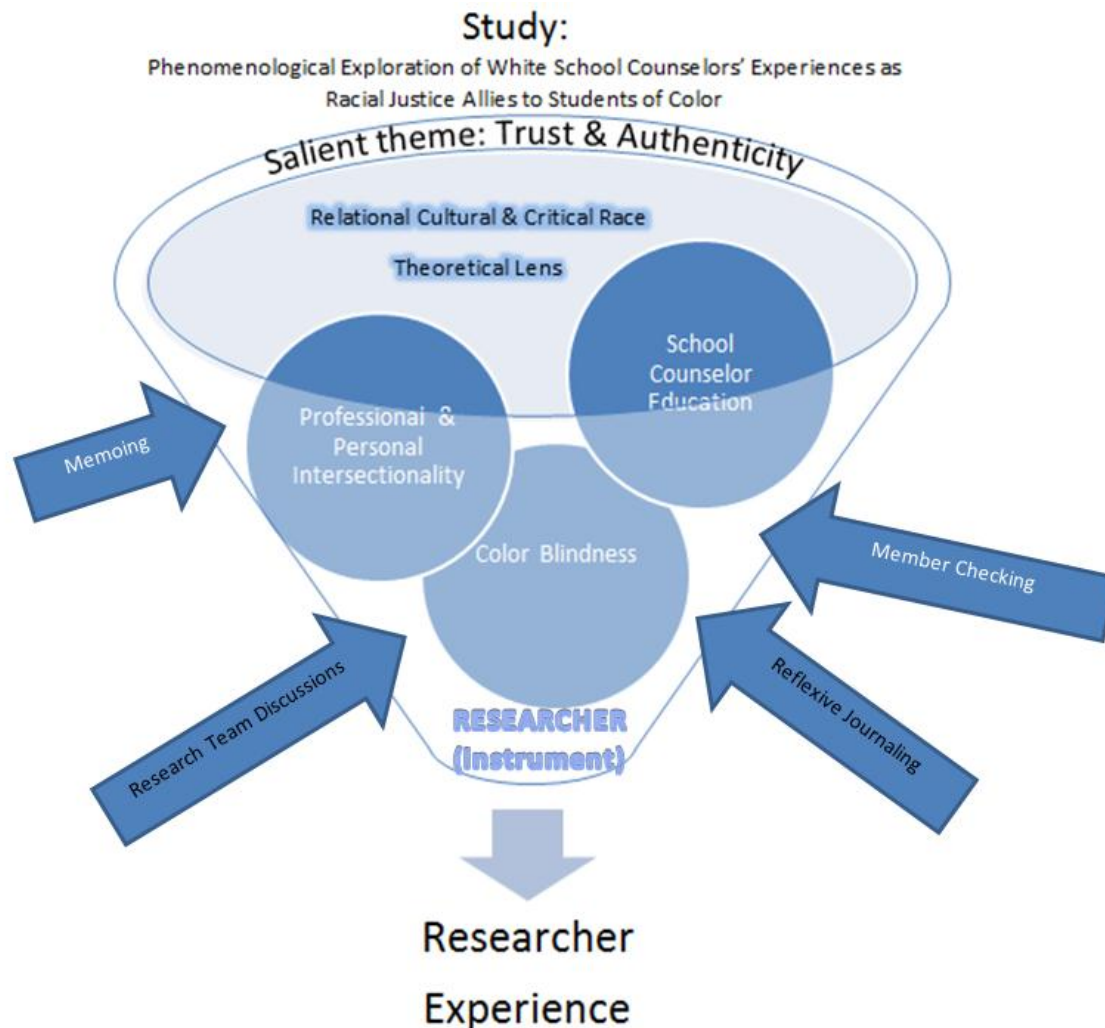 Study:
Phenomenological Exploration of White School Counselors' Experiences as
Racial Justice Allies to Students of Color
Salient theme: Trust & Authenticity
Relational Cultural & Critical Race
Theoretical Lens
School
Counselor
Education
Professional &
Personal
Intersectionality
Memoing
Color Blindness
Member Checking
Research Team Discussions
Reflexive Journaling
RESEARCHER
(Instrument)
Researcher
Experience